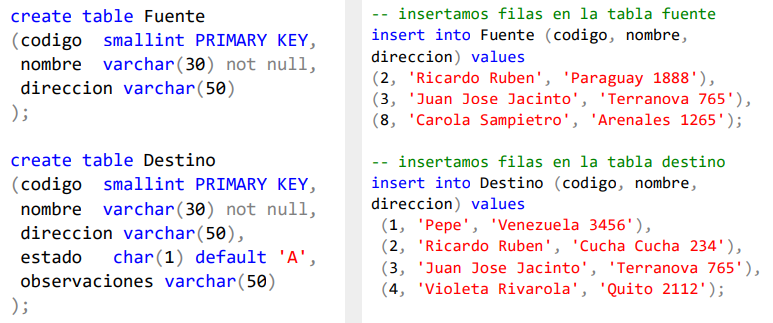 create table Fuente
(codigo  smallint PRIMARY KEY,
 nombre  varchar(30) not null,
 direccion varchar(50)
);
create table Destino
(codigo  smallint PRIMARY KEY,
 nombre  varchar(30) not null,
 direccion varchar(50),
 estado   char(1) default 'A',
 observaciones varchar(50)
);
-- insertamos filas en la tabla fuente
insert into Fuente (codigo, nombre,
direccion) values
(2, 'Ricardo Ruben', 'Paraguay 1888'),
(3, 'Juan Jose Jacinto', 'Terranova 765'),
(8, 'Carola Sampietro', 'Arenales 1265');
-- insertamos filas en la tabla destino
insert into Destino (codigo, nombre,
direccion) values
 (1, 'Pepe', 'Venezuela 3456'),
 (2, 'Ricardo Ruben', 'Cucha Cucha 234'),
 (3, 'Juan Jose Jacinto', 'Terranova 765'),
 (4, 'Violeta Rivarola', 'Quito 2112');